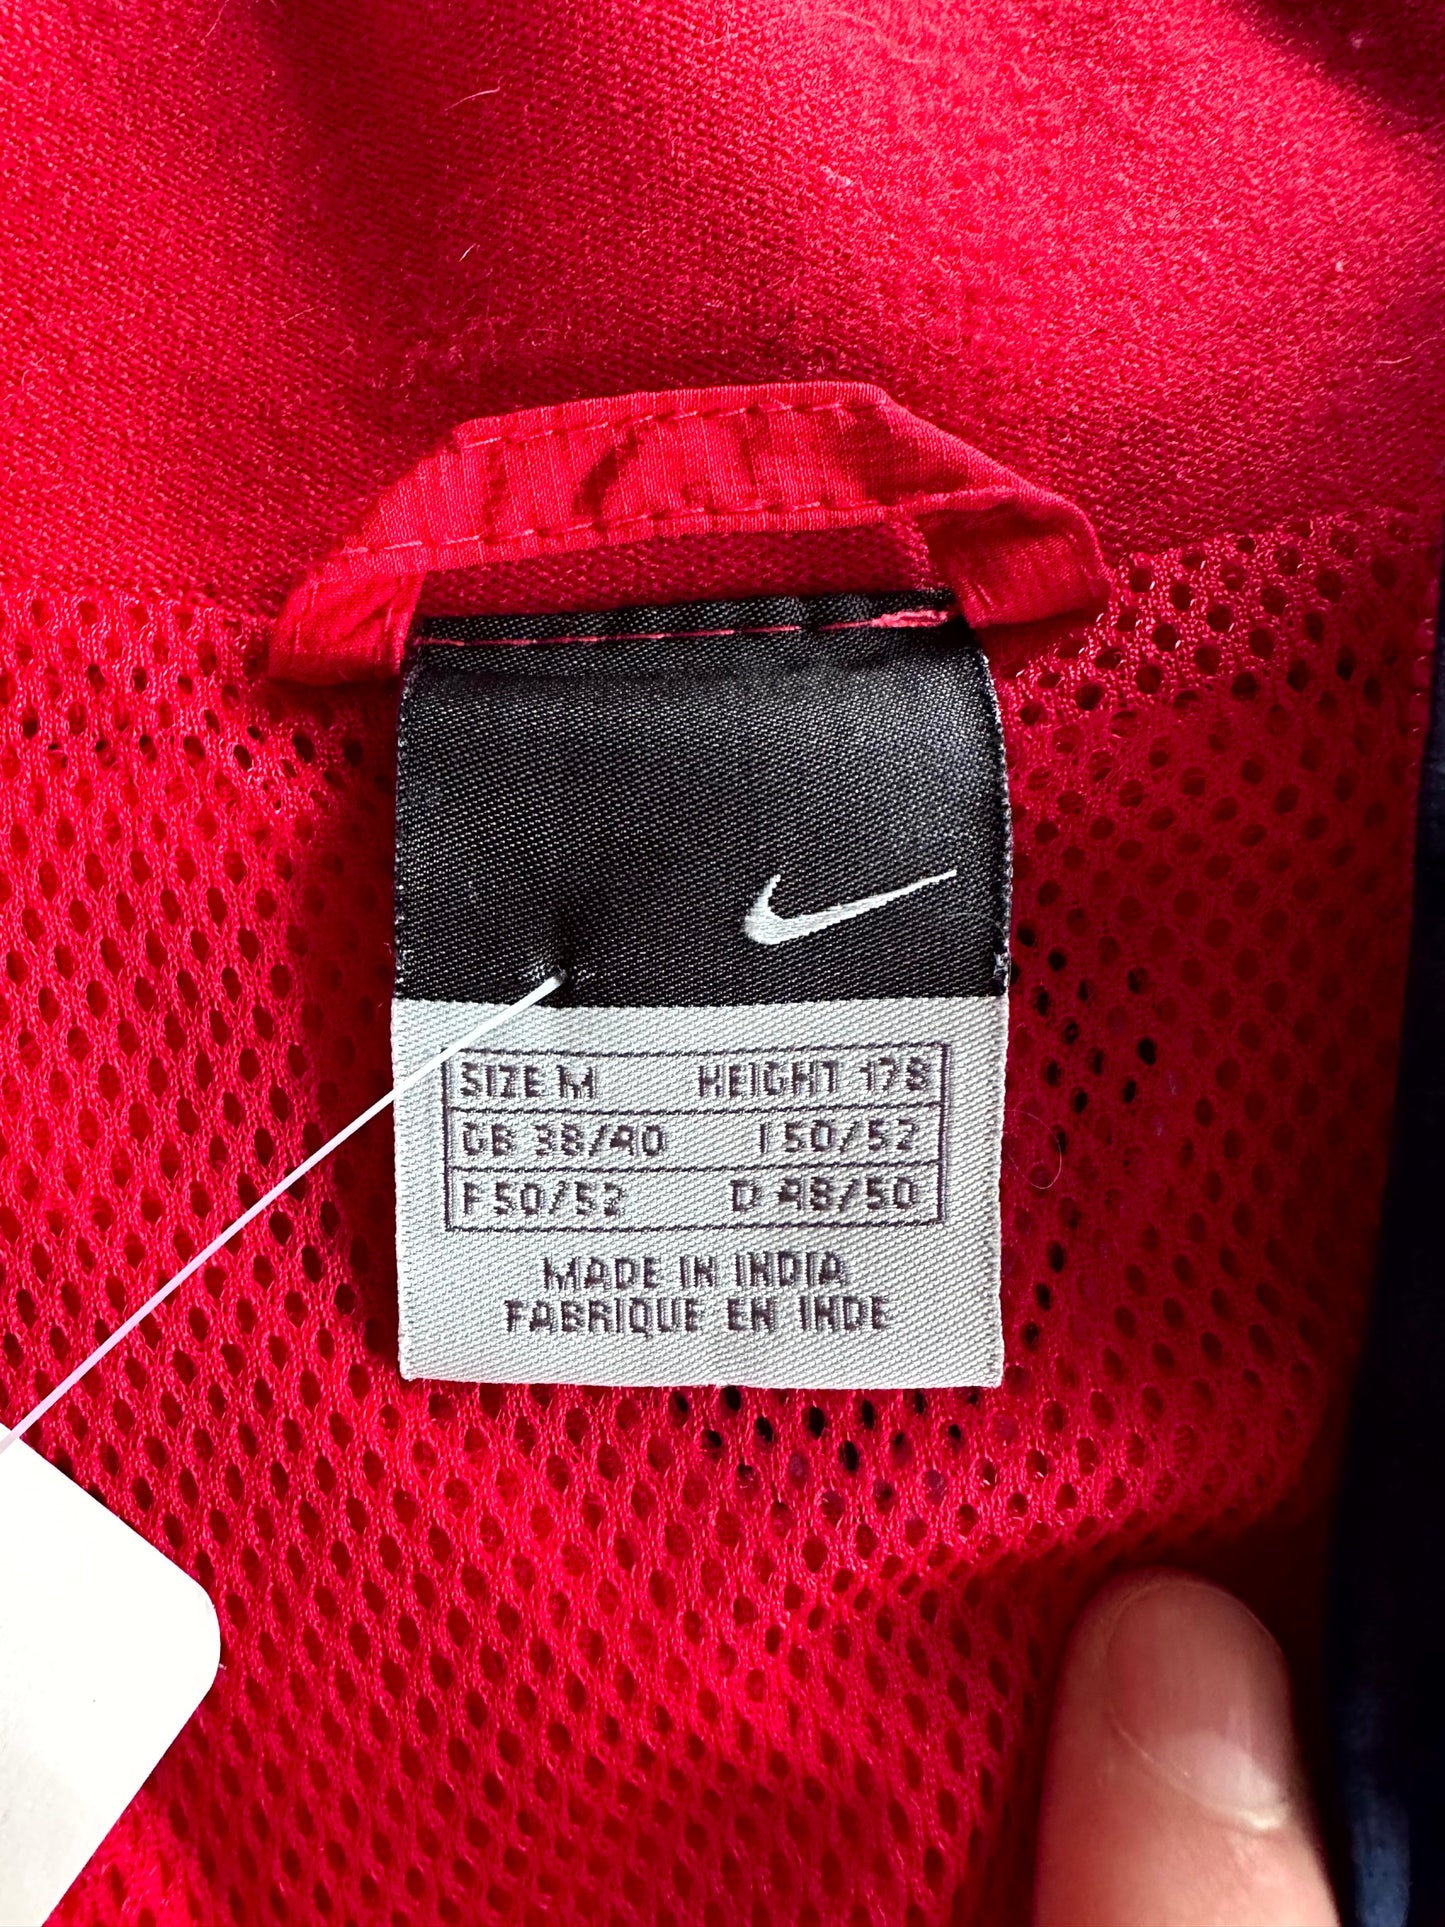 SIZE M HEIGHT 178
GB 38/40 I 50/52
F 50/52 D 48/50
MADE IN INDIA
FABRIQUE EN INDE